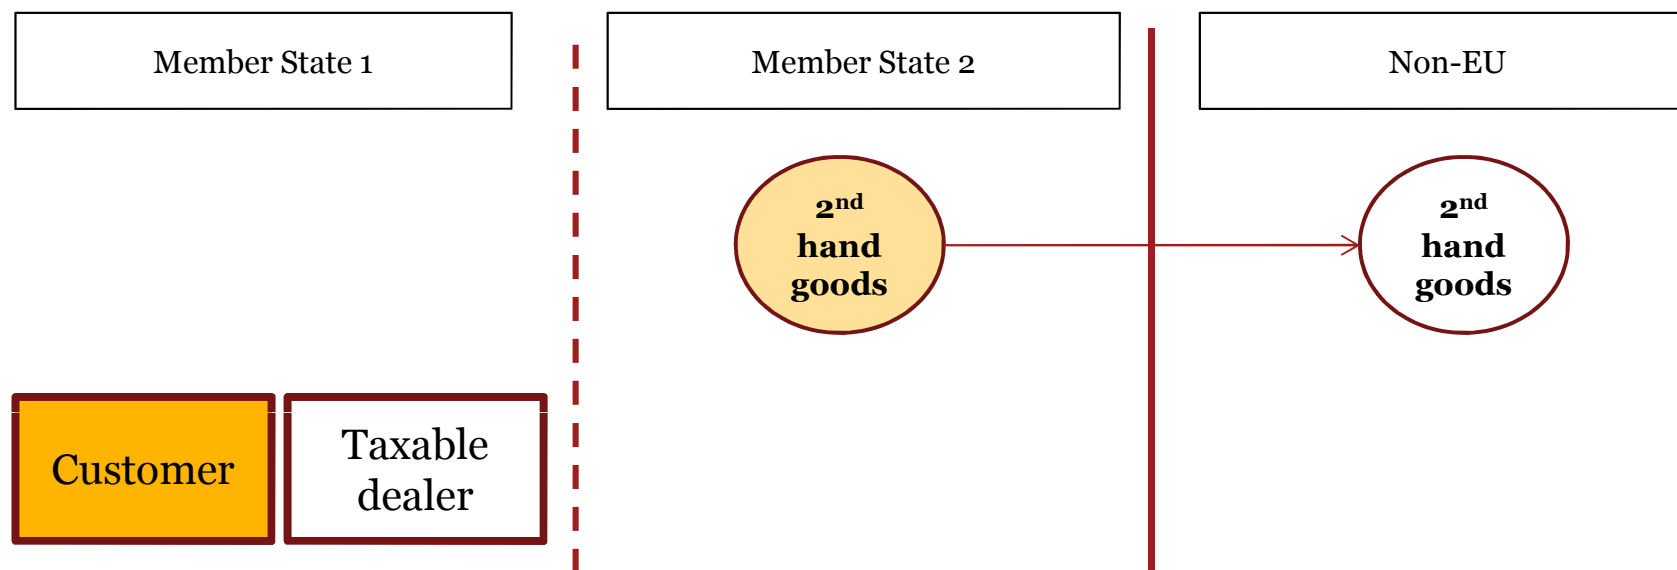 Member State 1
Member State 2
Non-EU
2nd
hand
goods
2nd
hand
goods
Customer
Taxable
dealer